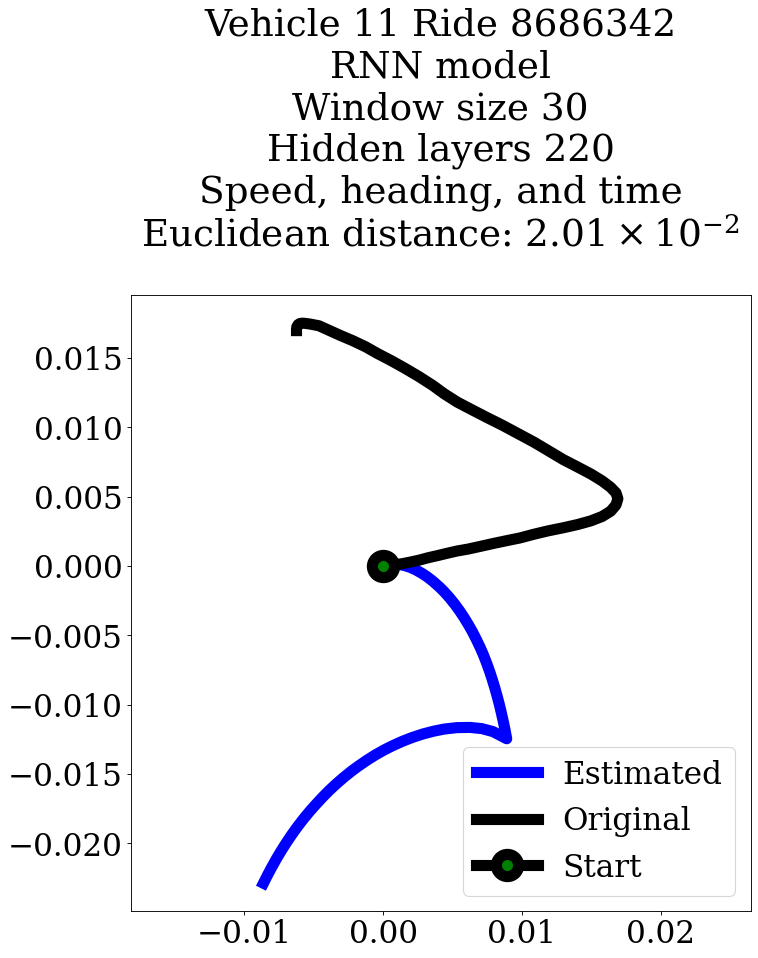 Vehicle 11 Ride 8686342
RNN model
Window size 30
Hidden layers 220
Speed, heading, and time
Euclidean distance: 2.01 × 10⁻²
0.015
0.010
0.005
0.000
−0.005
−0.010
−0.015
−0.020
−0.01 0.00 0.01 0.02
Estimated
Original
Start